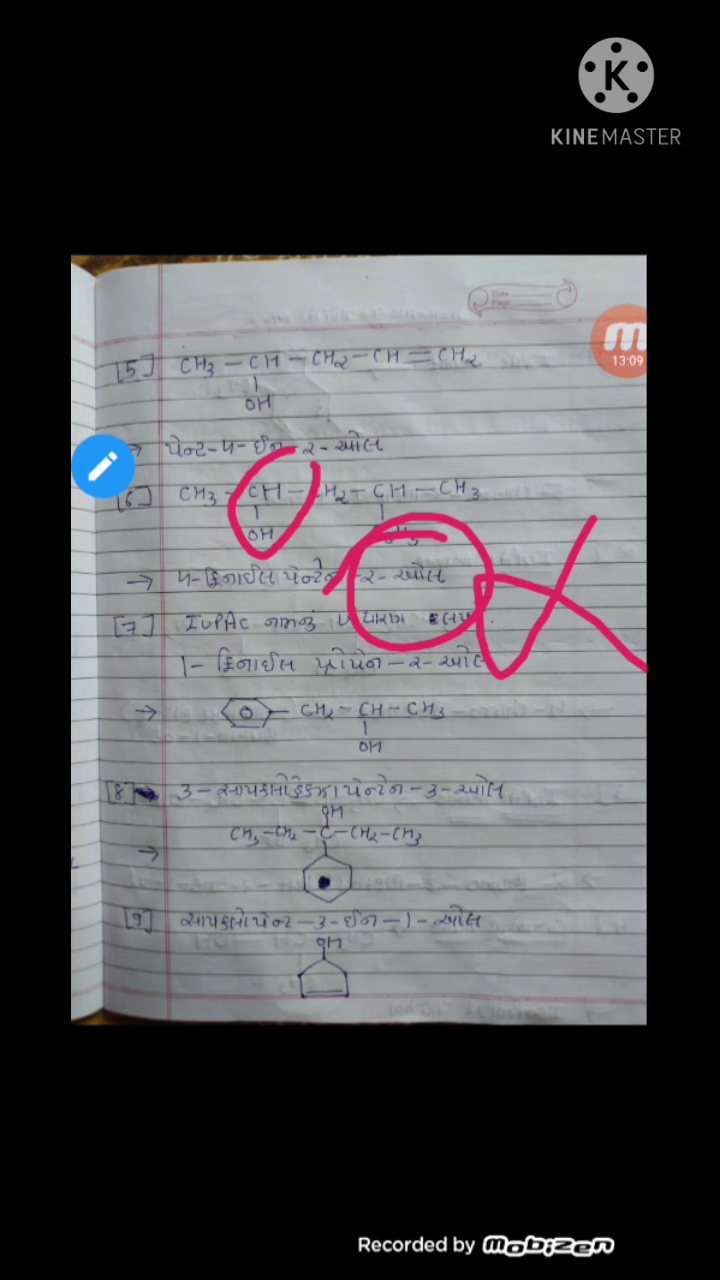 KINEMASTER
Date
Page
13:09
[5] CH3 – CH – CH2 – CH = CH2
OH
→ પેન્ટ-4-ઈન-2-ઓલ
[6] CH3 – CH – CH2 – CH – CH3
OH
→ 4-ફિનાઈલ પેન્ટેન-2-ઓલ
[7] IUPAC નામનું
1- ફિનાઈલ પ્રોપેન-2-ઓલ
→ CH2 – CH – CH3
OH
[8] 3-સાયક્લોહેક્ઝા પેન્ટેન-3-ઓલ
OH
→ CH3-CH2 – C – CH2-CH3
[9] સાયક્લોપેન્ટ-3-ઈન-1-ઓલ
OH
Recorded by mobizen